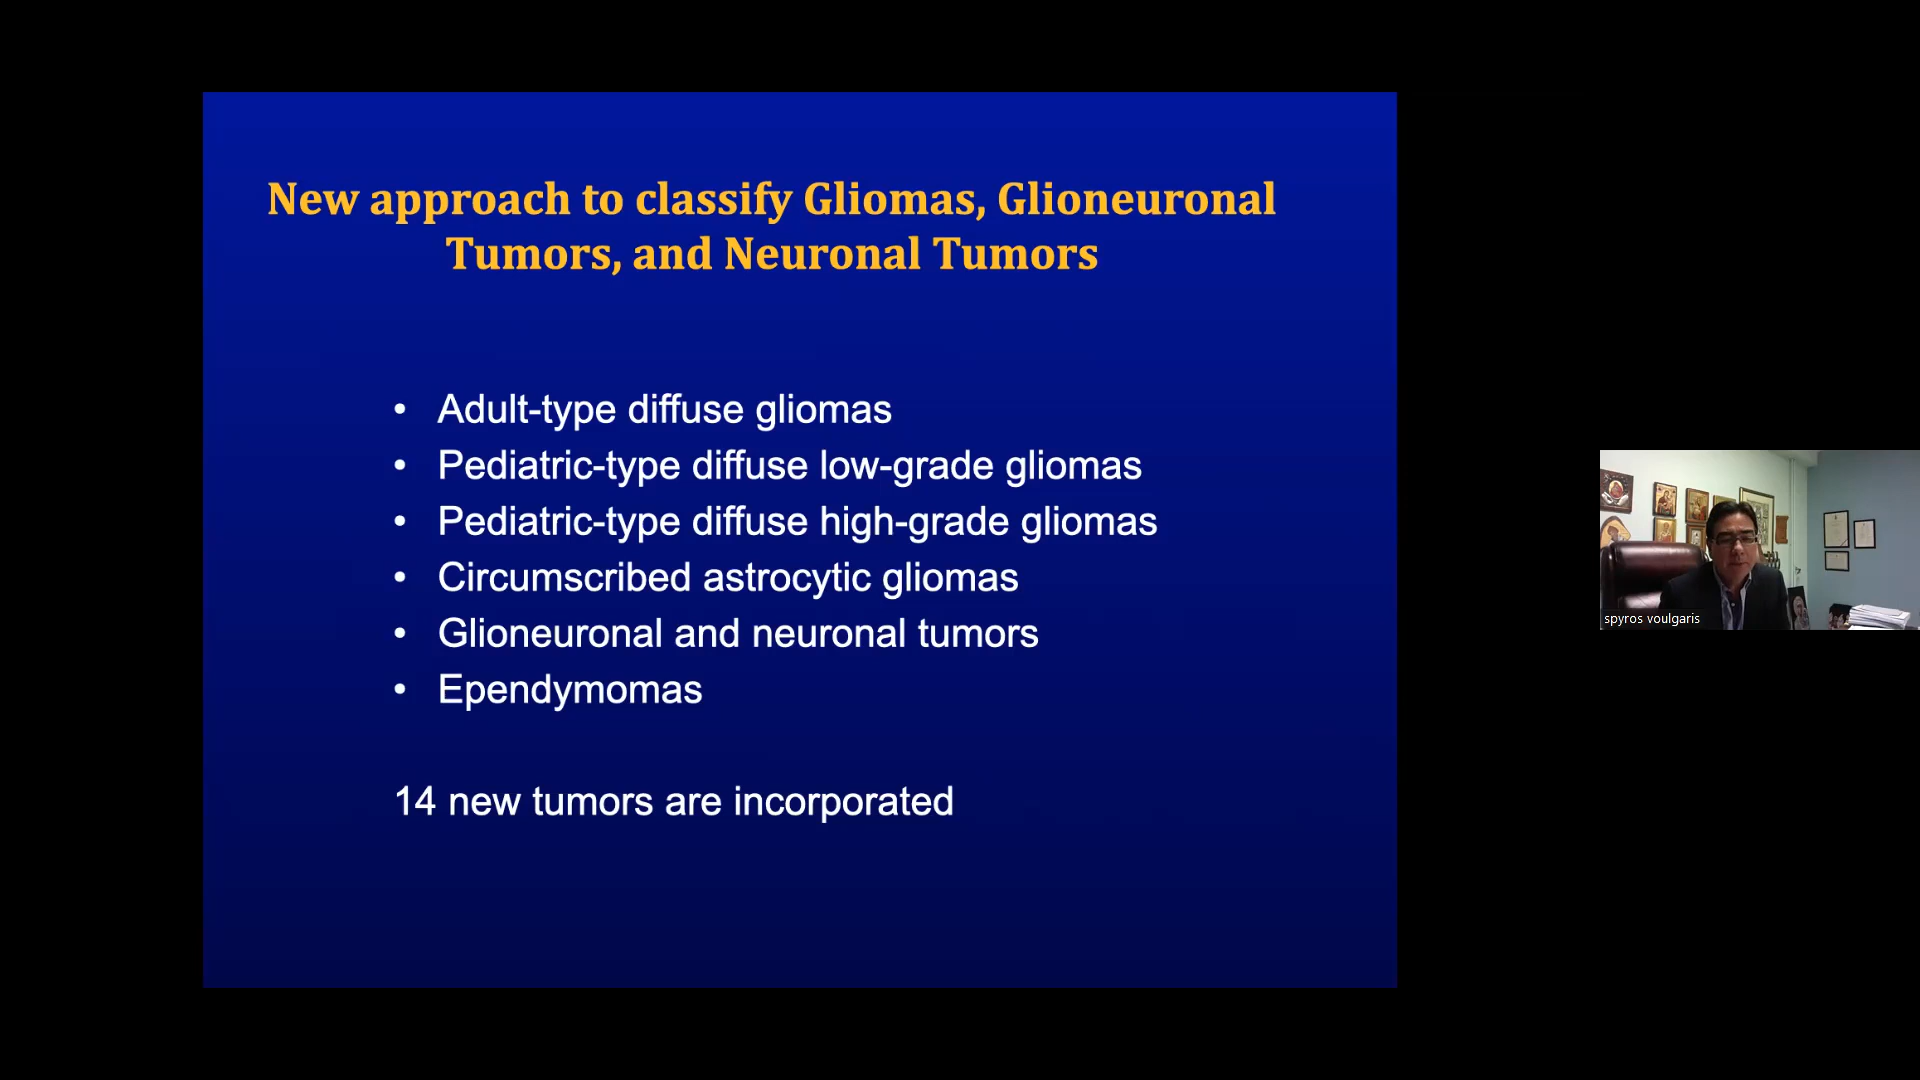 New approach to classify Gliomas, Glioneuronal
Tumors, and Neuronal Tumors
• Adult-type diffuse gliomas
• Pediatric-type diffuse low-grade gliomas
• Pediatric-type diffuse high-grade gliomas
• Circumscribed astrocytic gliomas
• Glioneuronal and neuronal tumors
• Ependymomas
14 new tumors are incorporated
spyros voulgaris